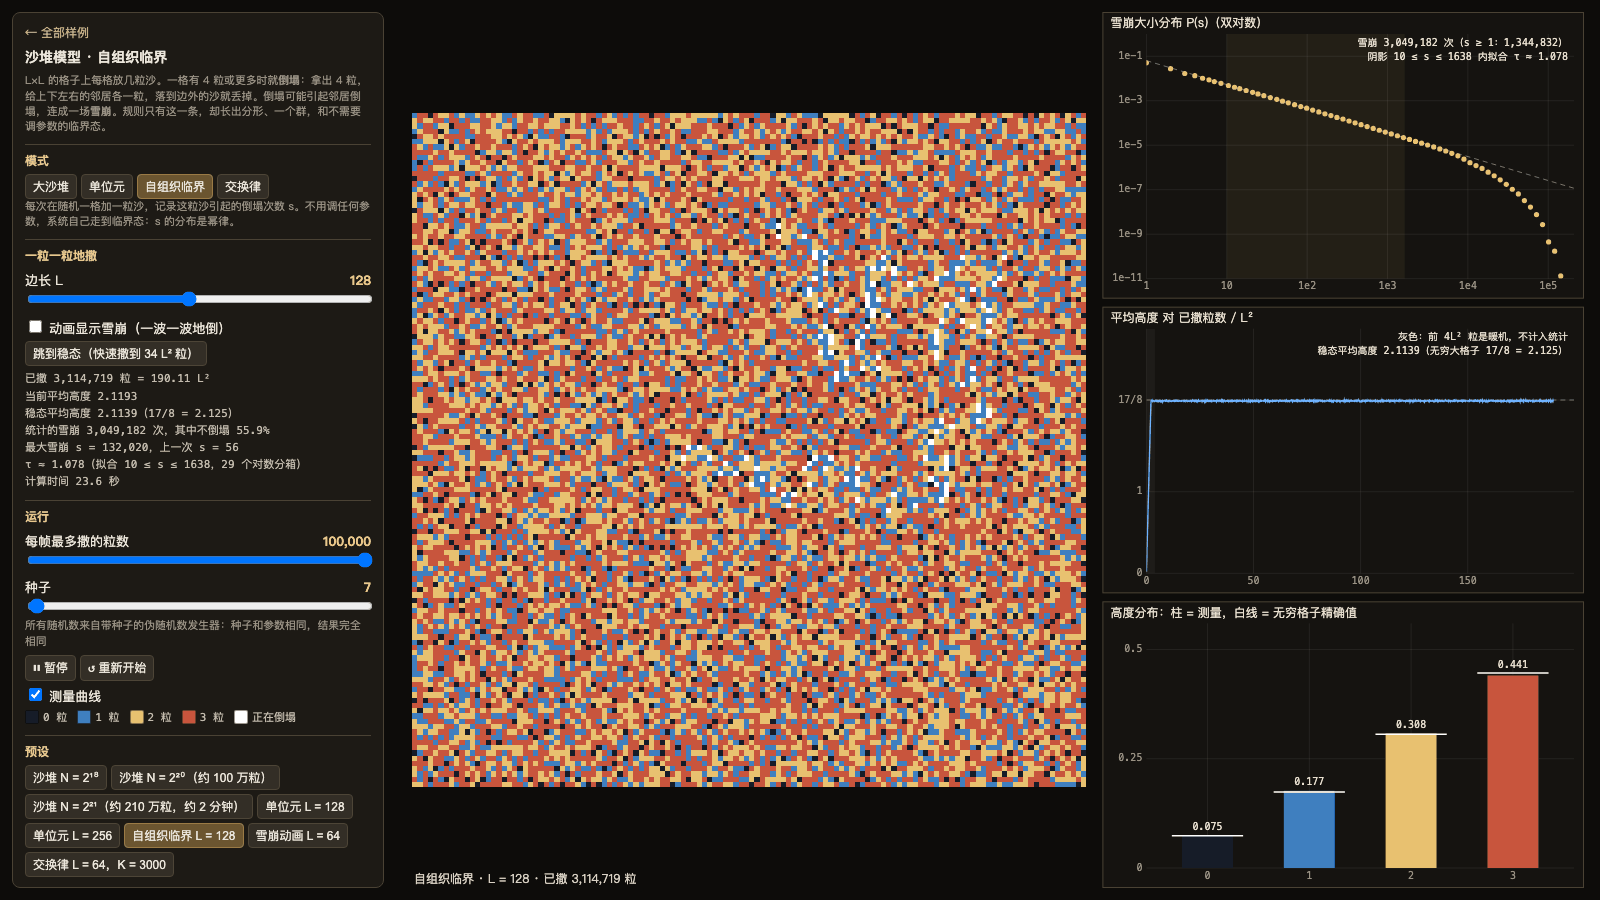 ← 全部样例
沙堆模型 · 自组织临界
L×L 的格子上每格放几粒沙。一格有 4 粒或更多时就倒塌：拿出 4 粒，
给上下左右的邻居各一粒，落到边外的沙就丢掉。倒塌可能引起邻居倒
塌，连成一场雪崩。规则只有这一条，却长出分形、一个群，和不需要
调参数的临界态。
模式
大沙堆 单位元 自组织临界 交换律
每次在随机一格加一粒沙，记录这粒沙引起的倒塌次数 s。不用调任何参
数，系统自己走到临界态：s 的分布是幂律。
一粒一粒地撒
边长 L 128
动画显示雪崩（一波一波地倒）
跳到稳态（快速撒到 34 L² 粒）
已撒 3,114,719 粒 = 190.11 L²
当前平均高度 2.1193
稳态平均高度 2.1139 (17/8 = 2.125)
统计的雪崩 3,049,182 次，其中不倒塌 55.9%
最大雪崩 s = 132,020，上一次 s = 56
τ ≈ 1.078 (拟合 10 ≤ s ≤ 1638，29 个对数分箱)
计算时间 23.6 秒
运行
每帧最多撒的粒数 100,000
种子 7
所有随机数来自带种子的伪随机数发生器：种子和参数相同，结果完全
相同
⏸ 暂停 ↺ 重新开始
测量曲线
0 粒 1 粒 2 粒 3 粒 正在倒塌
预设
沙堆 N = 2¹⁸ 沙堆 N = 2²⁰（约 100 万粒）
沙堆 N = 2²¹（约 210 万粒，约 2 分钟） 单位元 L = 128
单位元 L = 256 自组织临界 L = 128 雪崩动画 L = 64
交换律 L = 64，K = 3000
自组织临界 · L = 128 · 已撒 3,114,719 粒
雪崩大小分布 P(s)（双对数）
雪崩 3,049,182 次 (s ≥ 1: 1,344,832)
阴影 10 ≤ s ≤ 1638 内拟合 τ ≈ 1.078
1e-1
1e-3
1e-5
1e-7
1e-9
1e-11
1 10 1e2 1e3 1e4 1e5
平均高度 对 已撒粒数 / L²
灰色：前 4L² 粒是暖机，不计入统计
稳态平均高度 2.1139 (无穷大格子 17/8 = 2.125)
17/8
1
0
0 50 100 150
高度分布：柱 = 测量，白线 = 无穷格子精确值
0.5
0.25
0
0.075 0.177 0.308 0.441
0 1 2 3